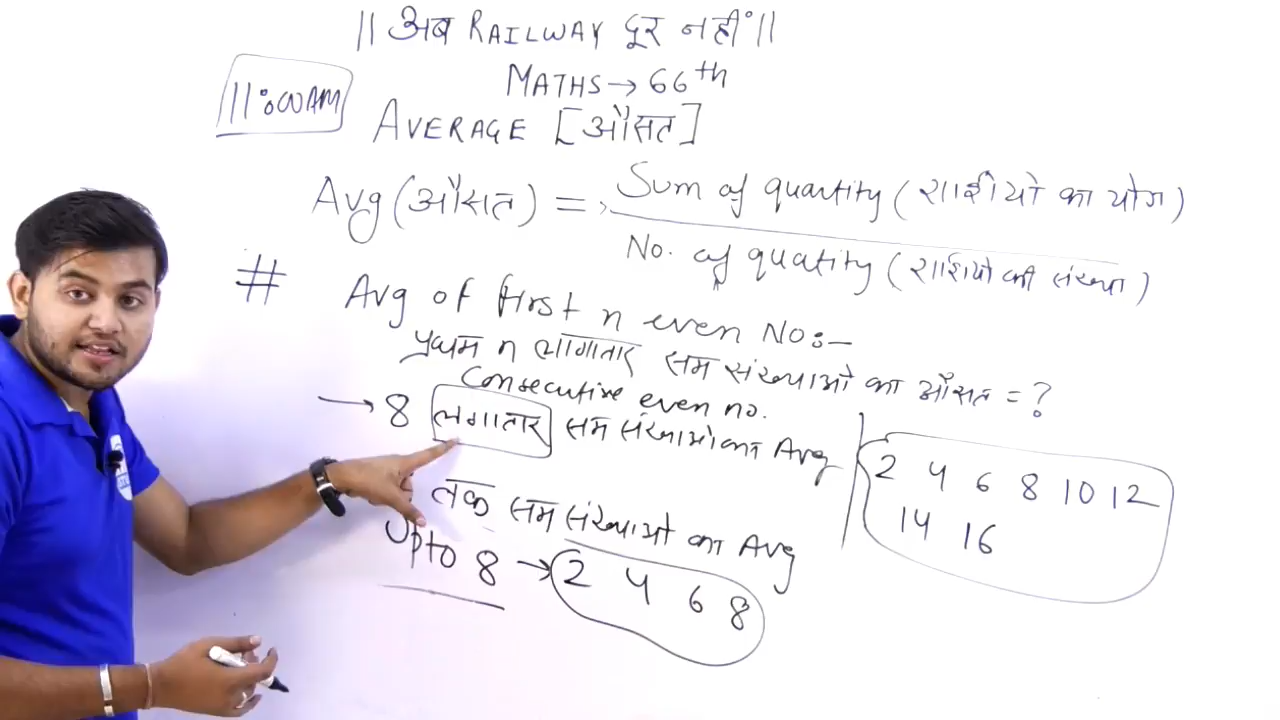 || अब RAILWAY दूर नहीं ||
MATHS → 66th
11:00AM
AVERAGE [औसत]
Avg (औसत) = Sum of quantity (राशीयो का योग)
No. of quatity (राशियो की संख्या)
# Avg of first n even No:-
प्रथम n लागातार सम संख्याओ का औसत = ?
Consecutive even no.
→ 8 लगातार सम संख्याओ का Avg
2 4 6 8 10 12
14 16
तक सम संख्याओ का Avg
Upto 8 → 2 4 6 8